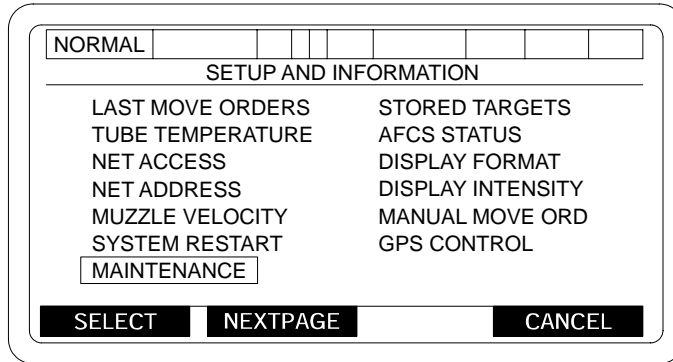 NORMAL
SETUP AND INFORMATION
LAST MOVE ORDERS
TUBE TEMPERATURE
NET ACCESS
NET ADDRESS
MUZZLE VELOCITY
SYSTEM RESTART
MAINTENANCE
STORED TARGETS
AFCS STATUS
DISPLAY FORMAT
DISPLAY INTENSITY
MANUAL MOVE ORD
GPS CONTROL
SELECT NEXTPAGE CANCEL